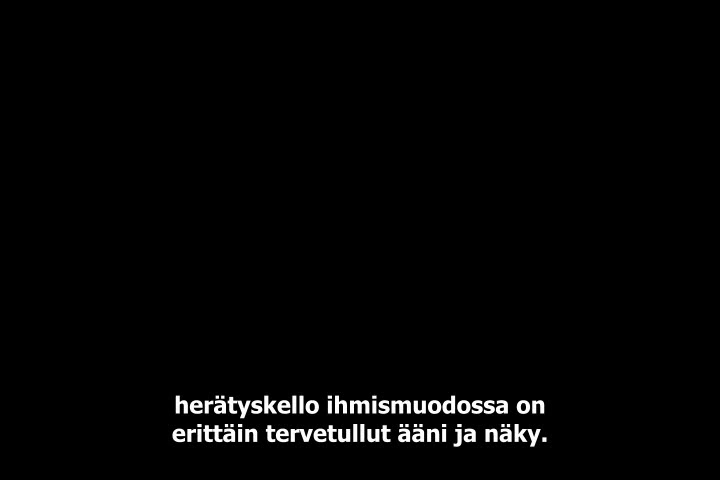 herätyskello ihmismuodossa on
erittäin tervetullut ääni ja näky.